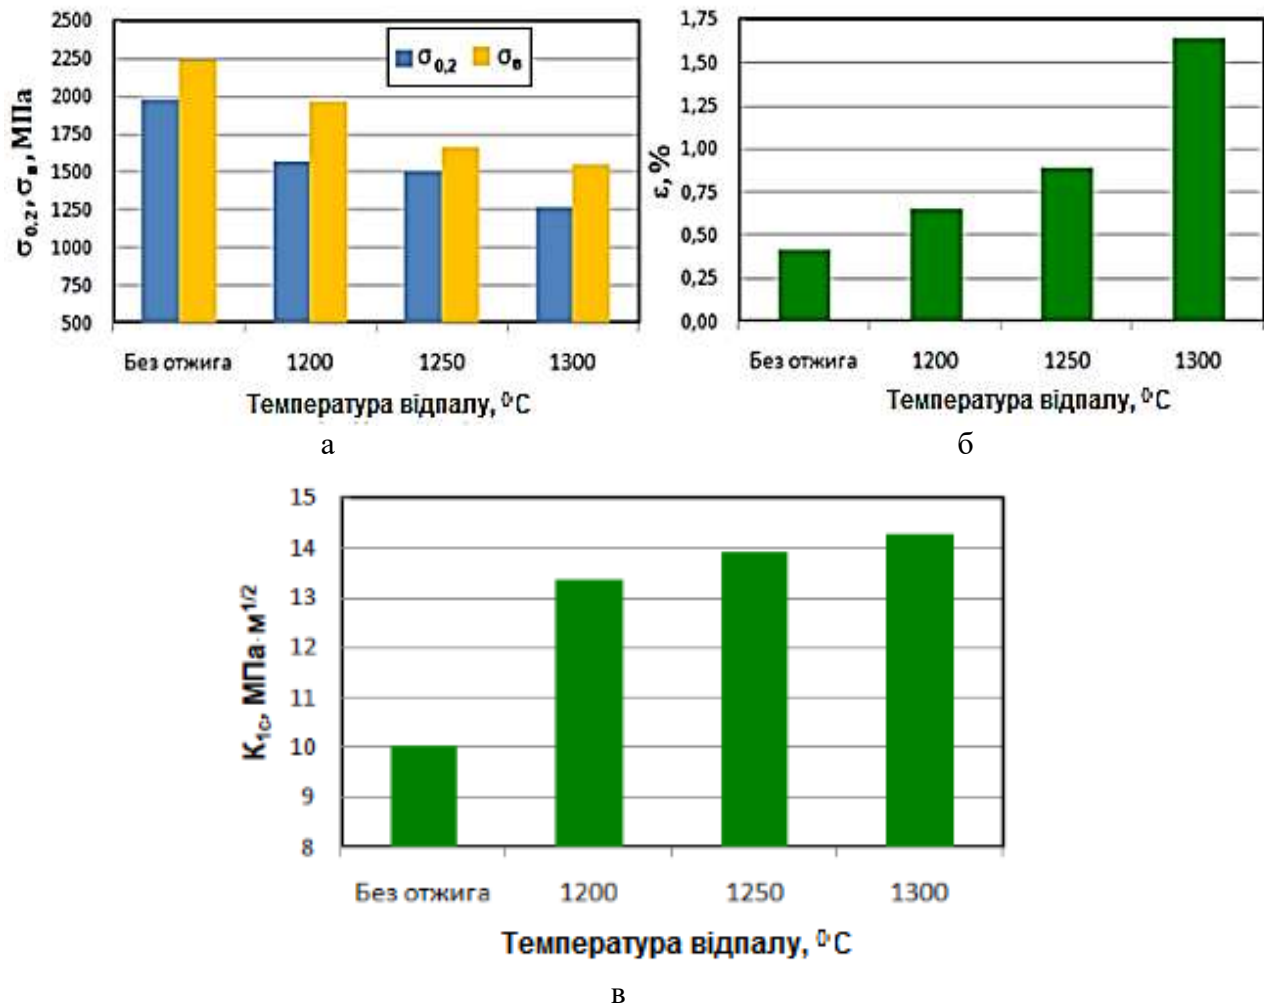 σ₀,₂, σв, МПа
2500
2250
2000
1750
1500
1250
1000
750
500
σ₀,₂ σв
Без отжига 1200 1250 1300
Температура відпалу, ⁰С
а
ε, %
1,75
1,50
1,25
1,00
0,75
0,50
0,25
0,00
Без отжига 1200 1250 1300
Температура відпалу, ⁰С
б
K₁c, МПа·м¹/²
15
14
13
12
11
10
9
8
Без отжига 1200 1250 1300
Температура відпалу, ⁰С
в